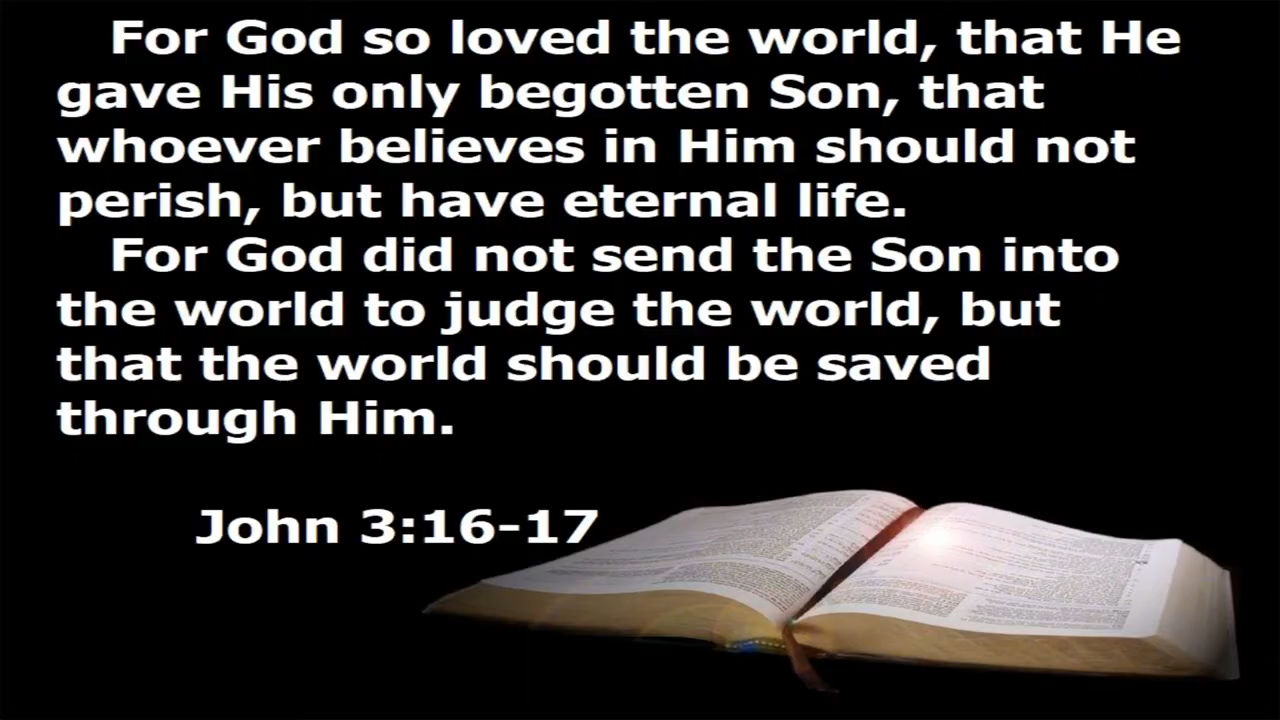 For God so loved the world, that He
gave His only begotten Son, that
whoever believes in Him should not
perish, but have eternal life.
For God did not send the Son into
the world to judge the world, but
that the world should be saved
through Him.
John 3:16-17